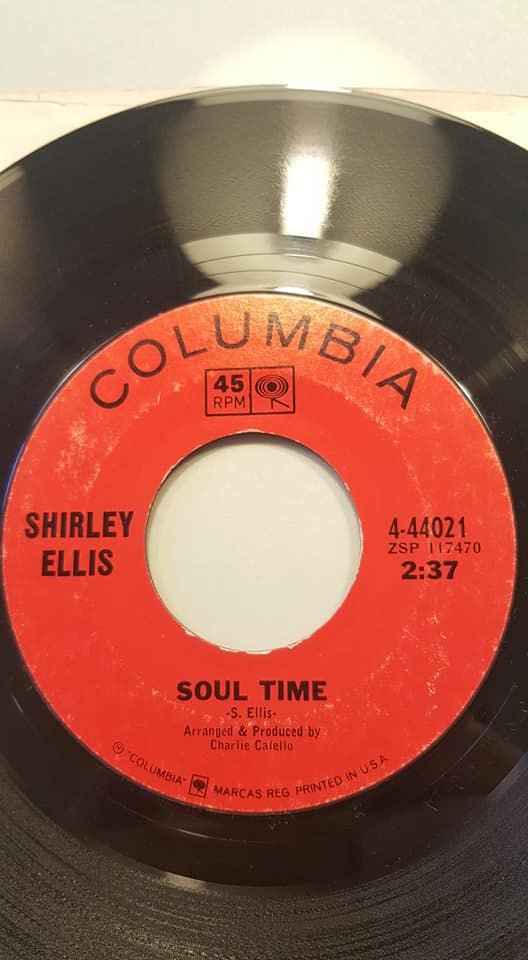 COLUMBIA
45
RPM
SHIRLEY
ELLIS
4-44021
ZSP 117470
2:37
SOUL TIME
-S. Ellis-
Arranged & Produced by
Charlie Calello
Ⓡ "COLUMBIA" MARCAS REG. PRINTED IN U.S.A.